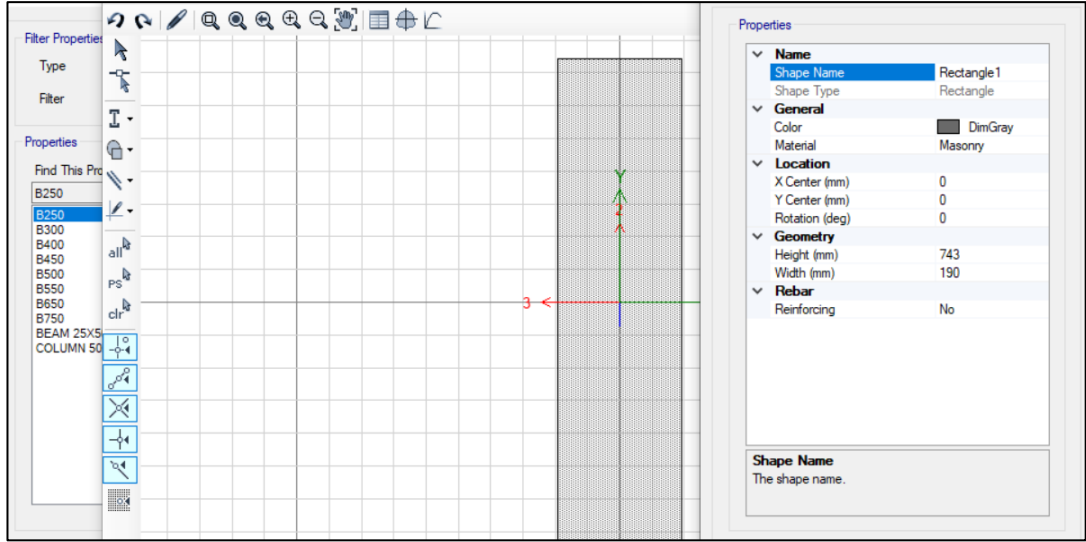 Filter Properties
Type
Filter
Properties
Find This Pro
B250
B250
B300
B400
B450
B500
B550
B650
B750
BEAM 25X5
COLUMN 50
all
PS
clr
Y
2
3
Properties
Name
Shape Name Rectangle1
Shape Type Rectangle
General
Color DimGray
Material Masonry
Location
X Center (mm) 0
Y Center (mm) 0
Rotation (deg) 0
Geometry
Height (mm) 743
Width (mm) 190
Rebar
Reinforcing No
Shape Name
The shape name.